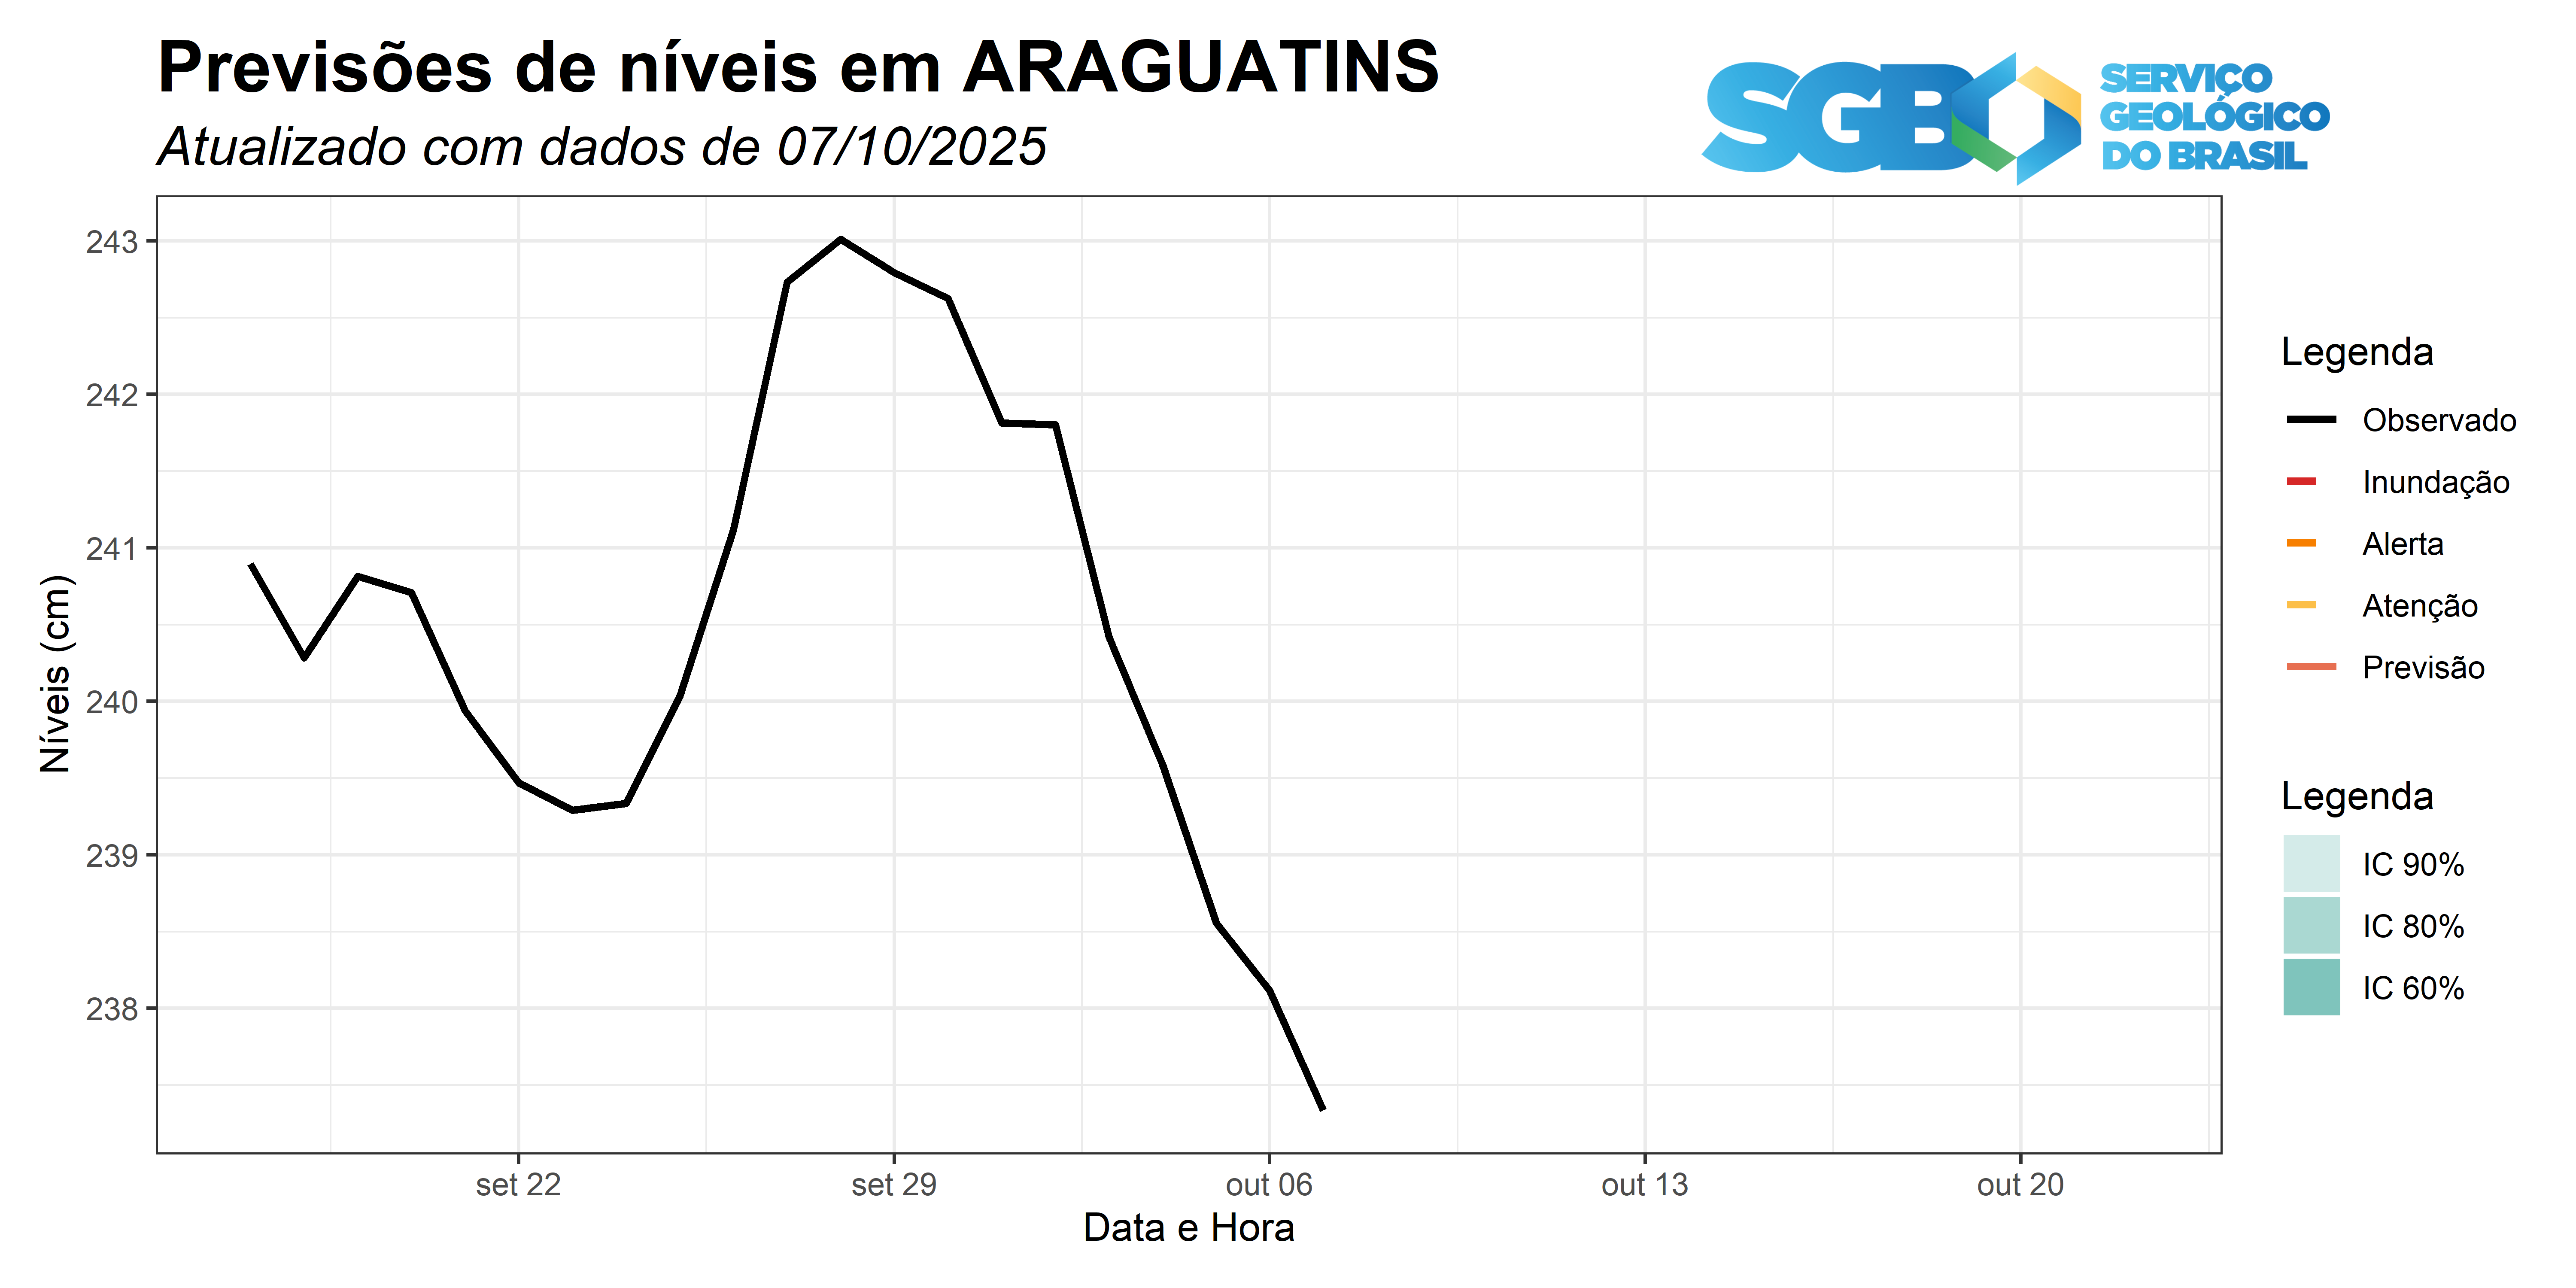 Previsões de níveis em ARAGUATINS
Atualizado com dados de 07/10/2025
SGB
SERVIÇO
GEOLÓGICO
DO BRASIL
243
242
241
240
239
238
Níveis (cm)
set 22
set 29
out 06
out 13
out 20
Data e Hora
Legenda
Observado
Inundação
Alerta
Atenção
Previsão
Legenda
IC 90%
IC 80%
IC 60%